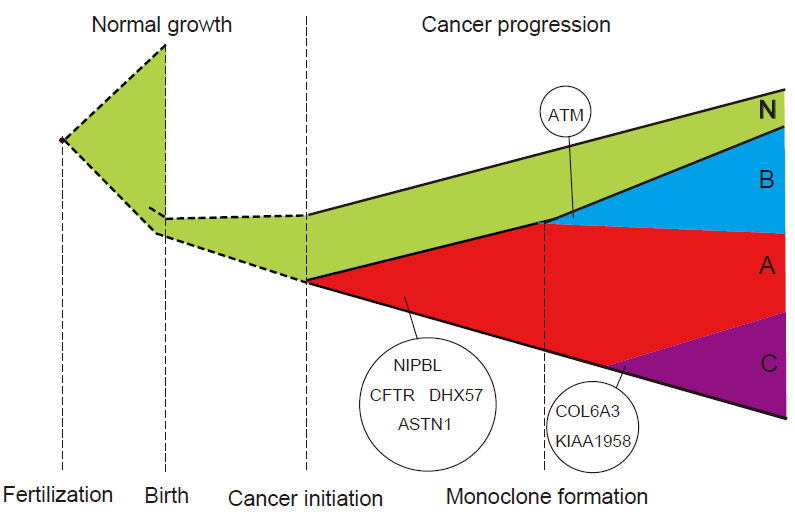 Normal growth
Cancer progression
ATM
N
B
A
C
NIPBL
CFTR DHX57
ASTN1
COL6A3
KIAA1958
Fertilization
Birth
Cancer initiation
Monoclone formation